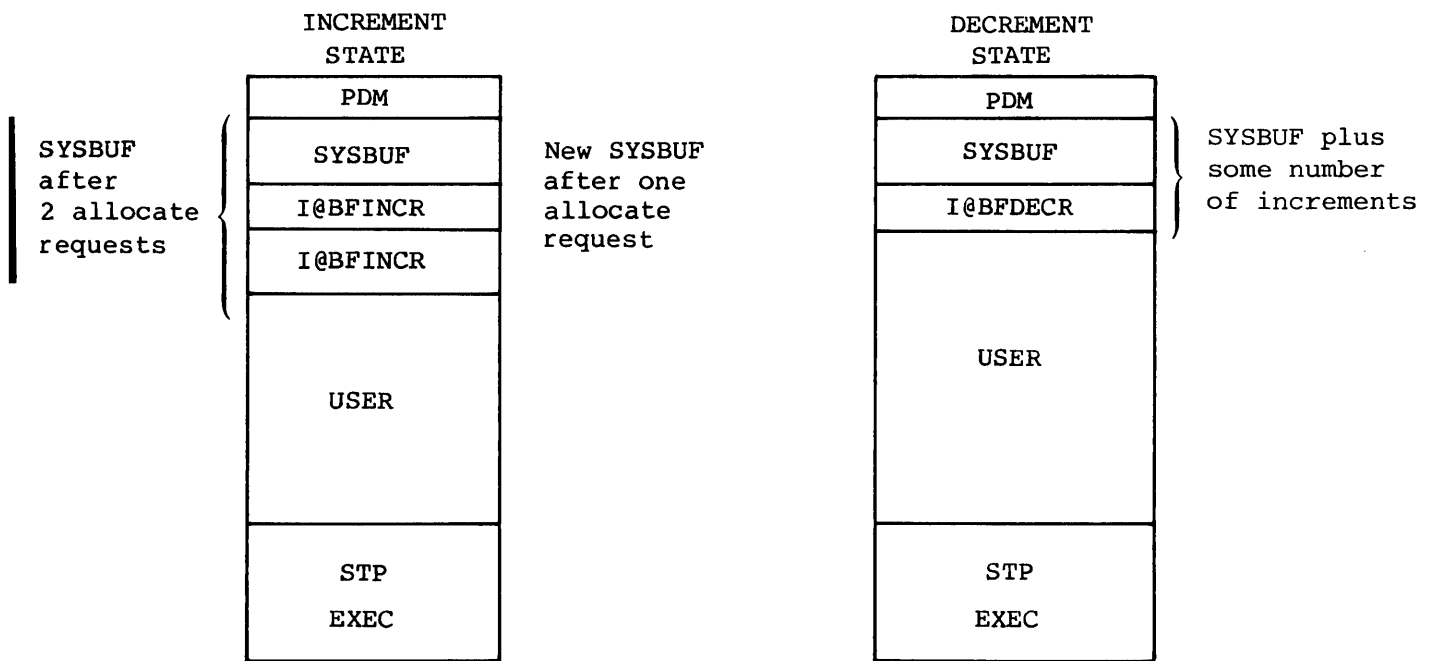 INCREMENT
STATE
PDM
SYSBUF
after
2 allocate
requests
SYSBUF
I@BFINCR
I@BFINCR
New SYSBUF
after one
allocate
request
USER
STP
EXEC
DECREMENT
STATE
PDM
SYSBUF
I@BFDECR
SYSBUF plus
some number
of increments
USER
STP
EXEC